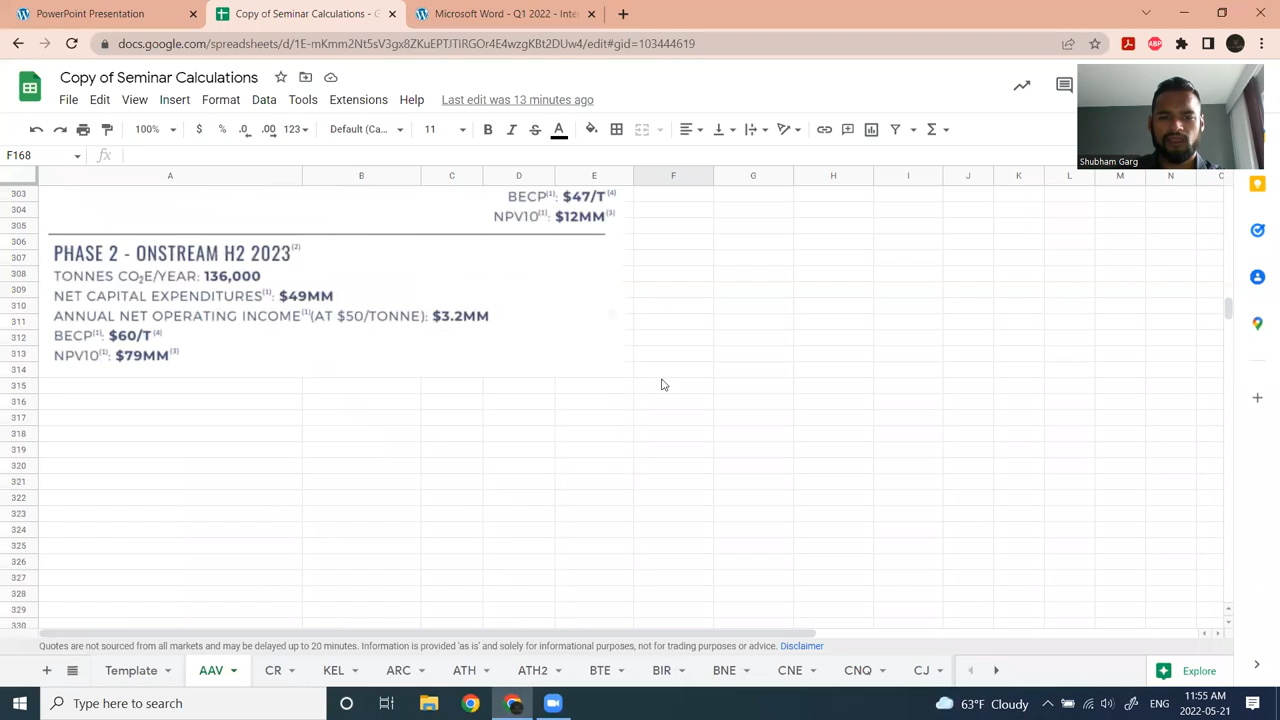 PowerPoint Presentation
Copy of Seminar Calculations - G
Microsoft Word - Q1 2022 - Inter
docs.google.com/spreadsheets/d/1E-mKmm2Nt5sV3gx8ZKuEPTITRGOr4E4wzgKa2DUw4/edit#gid=103444619
Copy of Seminar Calculations
File Edit View Insert Format Data Tools Extensions Help Last edit was 13 minutes ago
100% $ % .0 .00 123 Default (Ca... 11 B I S A
Shubham Garg
F168 fx
A B C D E F G H I J K L M N
303 BECP(1): $47/T(4)
304 NPV10(1): $12MM(3)
305
306
307 PHASE 2 - ONSTREAM H2 2023(2)
308 TONNES CO2E/YEAR: 136,000
309 NET CAPITAL EXPENDITURES(1): $49MM
310
311 ANNUAL NET OPERATING INCOME(1)(AT $50/TONNE): $3.2MM
312 BECP(1): $60/T(4)
313 NPV10(1): $79MM(3)
314
315
316
317
318
319
320
321
322
323
324
325
326
327
328
329
330
Quotes are not sourced from all markets and may be delayed up to 20 minutes. Information is provided 'as is' and solely for informational purposes, not for trading purposes or advice. Disclaimer
Template AAV CR KEL ARC ATH ATH2 BTE BIR BNE CNE CNQ CJ Explore
Type here to search
63°F Cloudy ENG 11:55 AM 2022-05-21